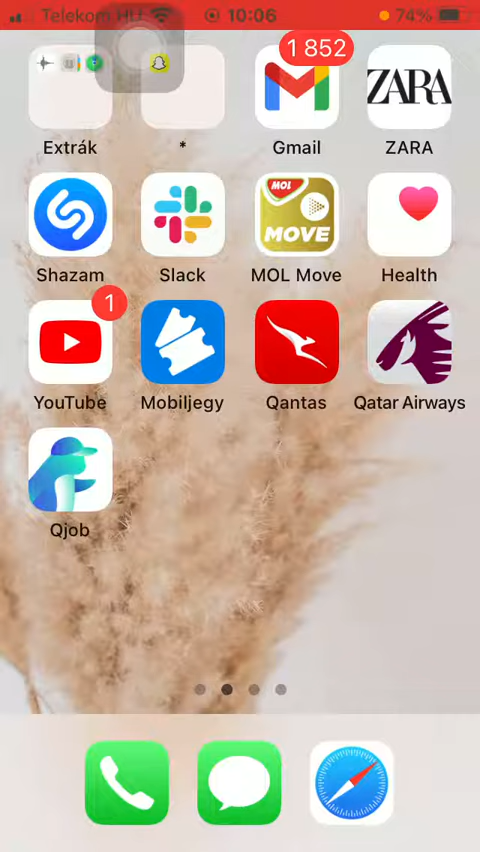 Telekom HU 10:06 74%
1 852
ZARA
Extrák * Gmail ZARA
MOL
MOVE
Shazam Slack MOL Move Health
1
YouTube Mobiljegy Qantas Qatar Airways
Qjob